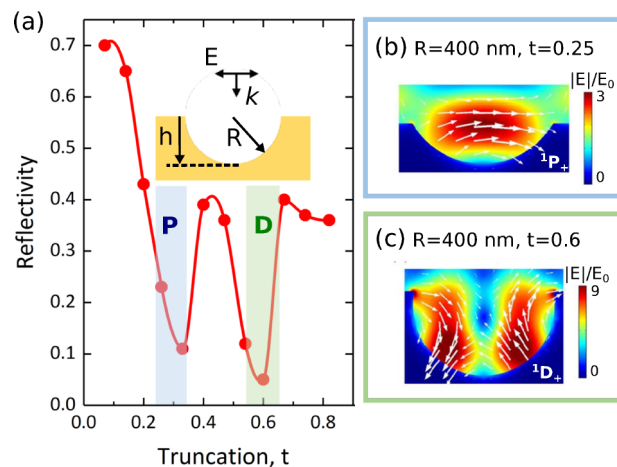 (a)
Reflectivity
0.7
0.6
0.5
0.4
0.3
0.2
0.1
0.0
E
k
h
R
P
D
0.0 0.2 0.4 0.6 0.8
Truncation, t
(b) R=400 nm, t=0.25
|E|/E₀
3
0
¹P₊
(c) R=400 nm, t=0.6
|E|/E₀
9
0
¹D₊